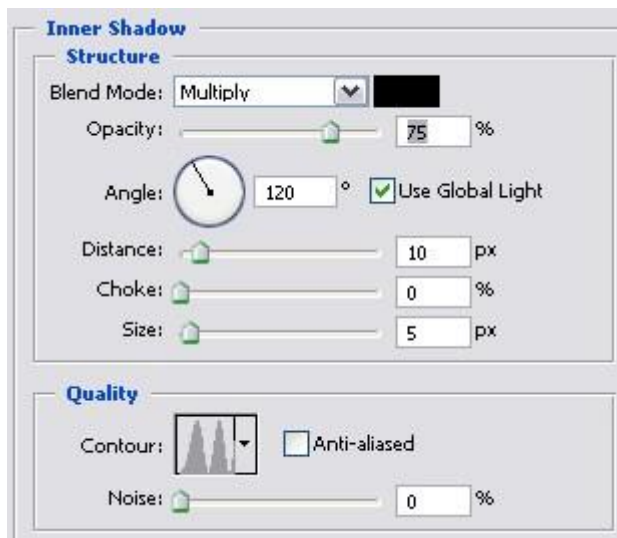 Inner Shadow
Structure
Blend Mode: Multiply
Opacity: 75 %
Angle: 120 ° Use Global Light
Distance: 10 px
Choke: 0 %
Size: 5 px
Quality
Contour: Anti-aliased
Noise: 0 %